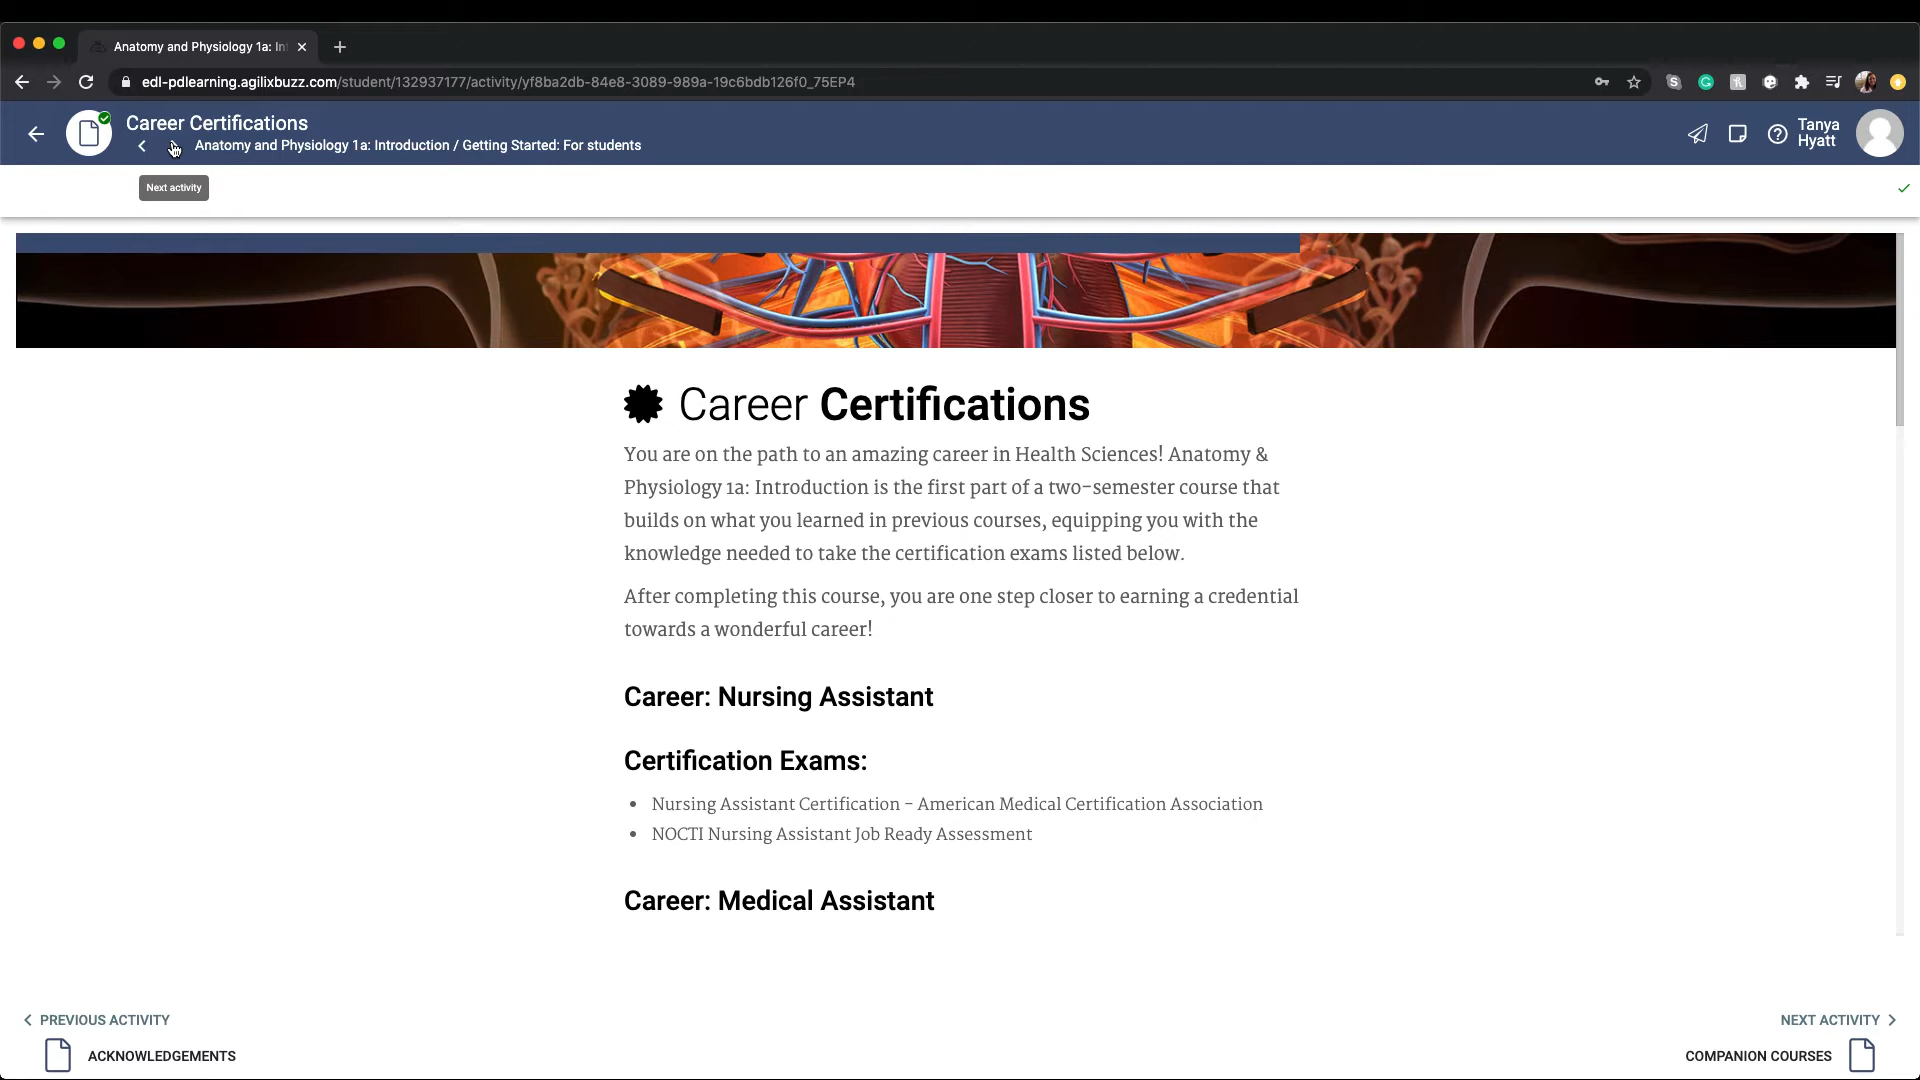 Anatomy and Physiology 1a: In
edl-pdlearning.agilixbuzz.com/student/132937177/activity/yf8ba2db-84e8-3089-989a-19c6bdb126f0_75EP4
Career Certifications
Anatomy and Physiology 1a: Introduction / Getting Started: For students
Tanya
Hyatt
Next activity
Career Certifications
You are on the path to an amazing career in Health Sciences! Anatomy &
Physiology 1a: Introduction is the first part of a two-semester course that
builds on what you learned in previous courses, equipping you with the
knowledge needed to take the certification exams listed below.
After completing this course, you are one step closer to earning a credential
towards a wonderful career!
Career: Nursing Assistant
Certification Exams:
• Nursing Assistant Certification – American Medical Certification Association
• NOCTI Nursing Assistant Job Ready Assessment
Career: Medical Assistant
PREVIOUS ACTIVITY
NEXT ACTIVITY
ACKNOWLEDGEMENTS
COMPANION COURSES